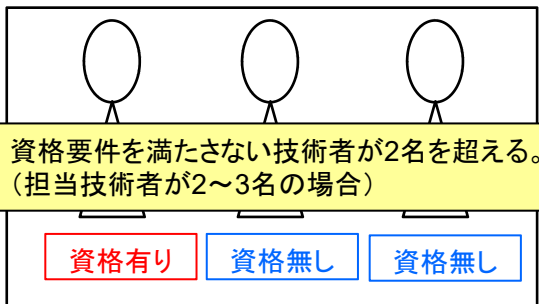 資格要件を満たさない技術者が2名を超える。
（担当技術者が2～3名の場合）
資格有り
資格無し
資格無し